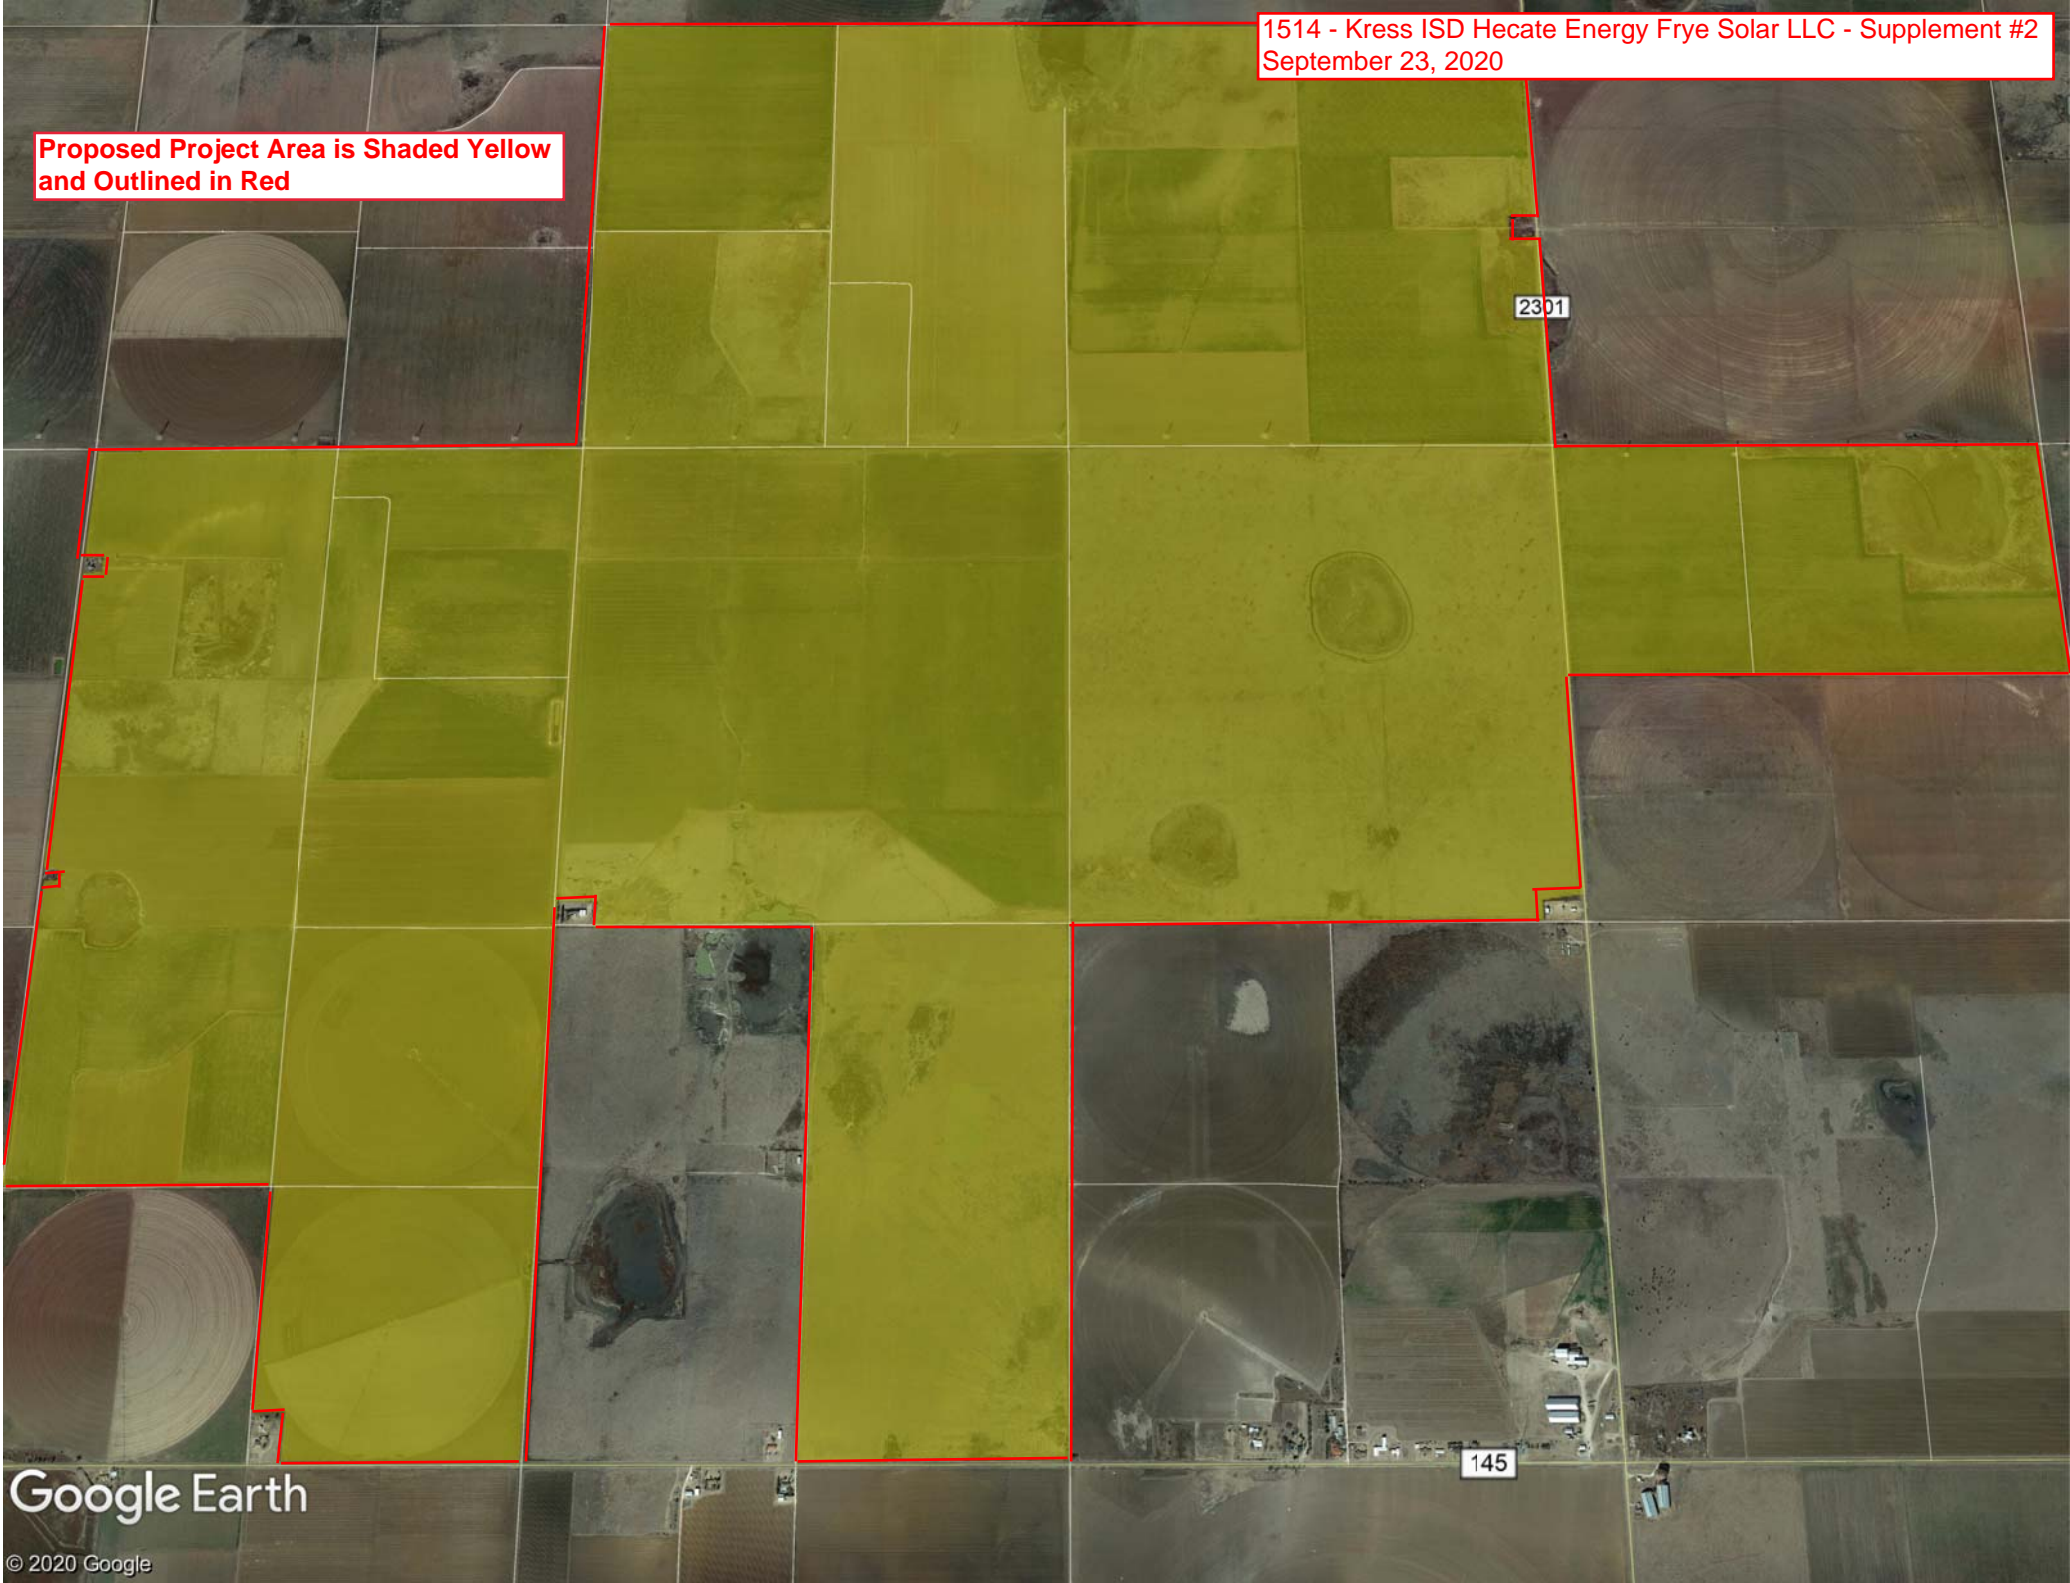 1514 - Kress ISD Hecate Energy Frye Solar LLC - Supplement #2
September 23, 2020
Proposed Project Area is Shaded Yellow
and Outlined in Red
2301
145
Google Earth
© 2020 Google